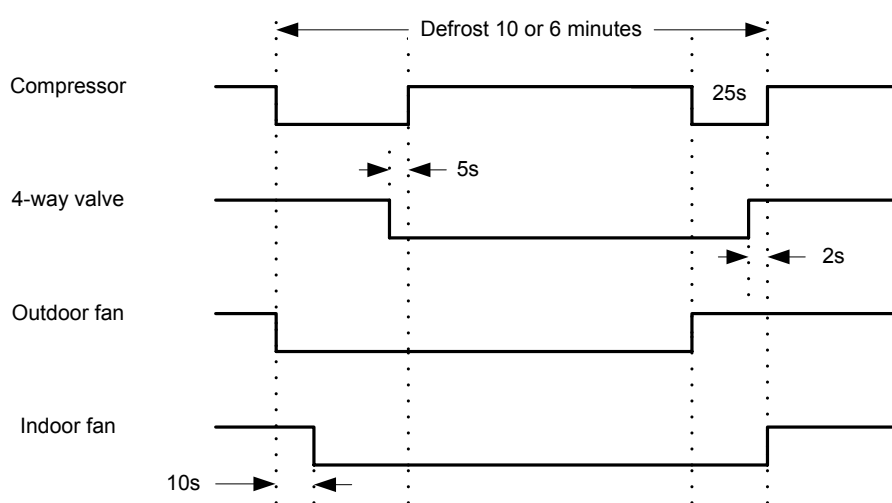 Defrost 10 or 6 minutes
Compressor
25s
5s
4-way valve
2s
Outdoor fan
Indoor fan
10s